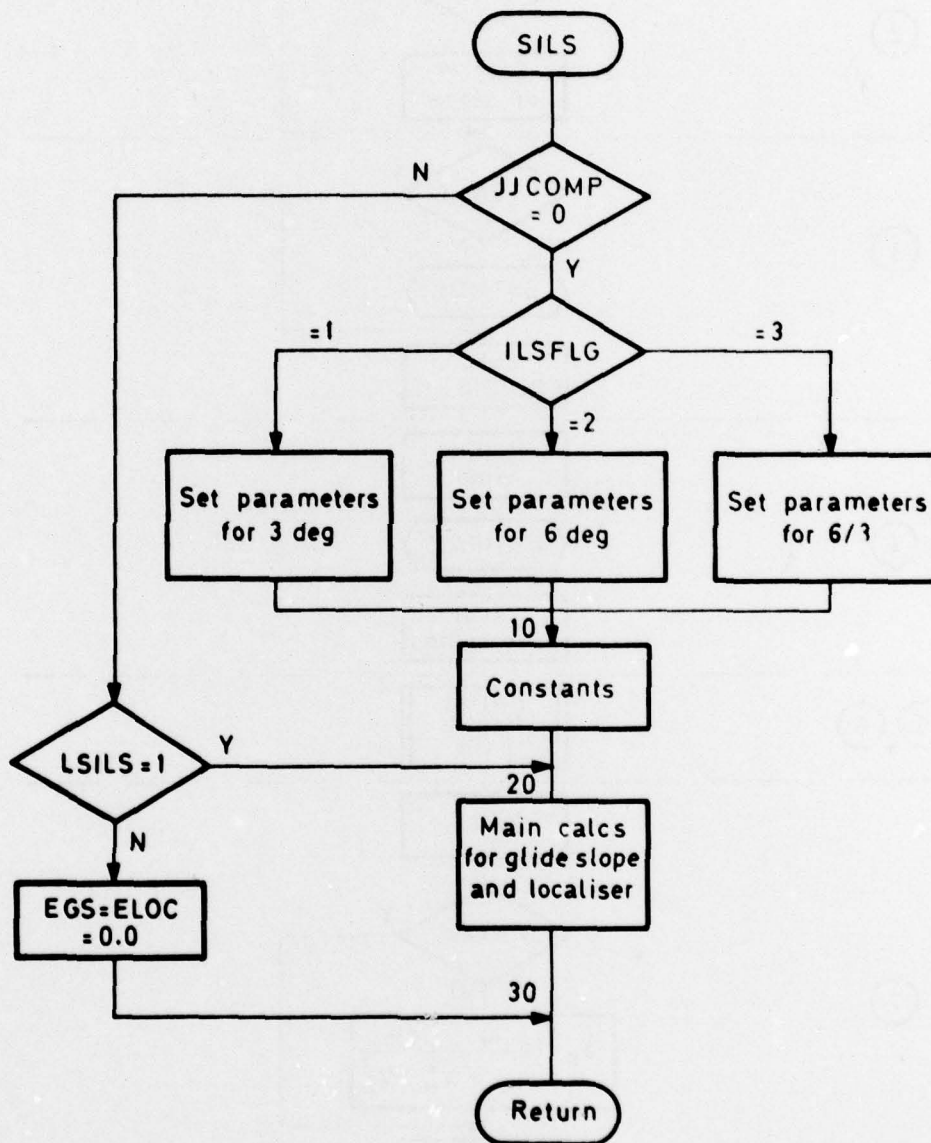 SILS
N
JJCOMP
= 0
Y
=1
ILSFLG
=3
=2
Set parameters
for 3 deg
Set parameters
for 6 deg
Set parameters
for 6/3
10
Constants
LSILS=1
Y
20
Main calcs
for glide slope
and localiser
N
EGS=ELOC
=0.0
30
Return